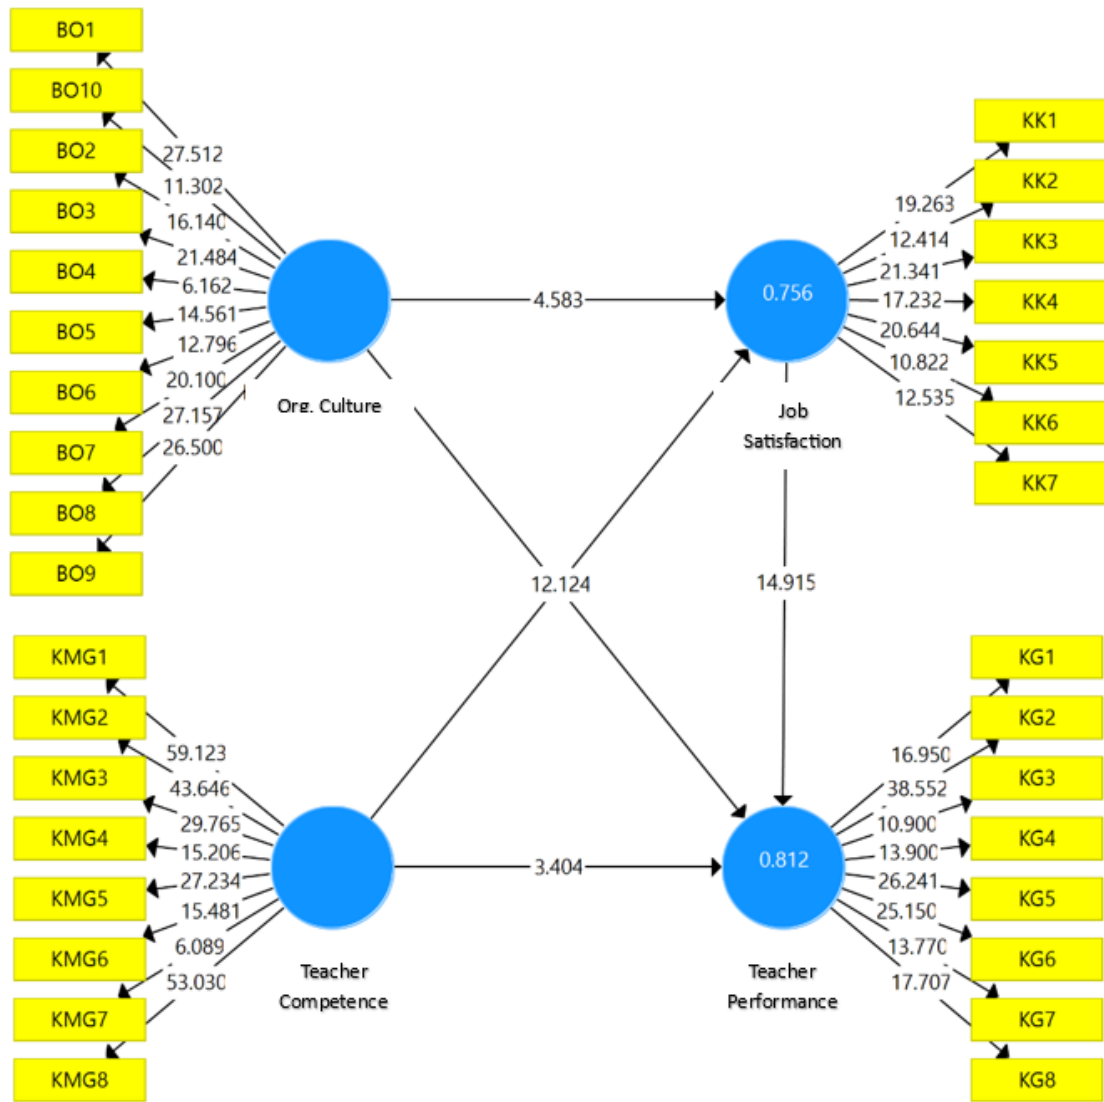 BO1
BO10
BO2
BO3
BO4
BO5
BO6
BO7
BO8
BO9
27.512
11.302
16.140
21.484
6.162
14.561
12.796
20.100
27.157
26.500
Org. Culture
4.583
0.756
Job
Satisfaction
19.263
12.414
21.341
17.232
20.644
10.822
12.535
KK1
KK2
KK3
KK4
KK5
KK6
KK7
12.124
14.915
KMG1
KMG2
KMG3
KMG4
KMG5
KMG6
KMG7
KMG8
59.123
43.646
29.765
15.206
27.234
15.481
6.089
53.030
Teacher
Competence
3.404
0.812
Teacher
Performance
16.950
38.552
10.900
13.900
26.241
25.150
13.770
17.707
KG1
KG2
KG3
KG4
KG5
KG6
KG7
KG8